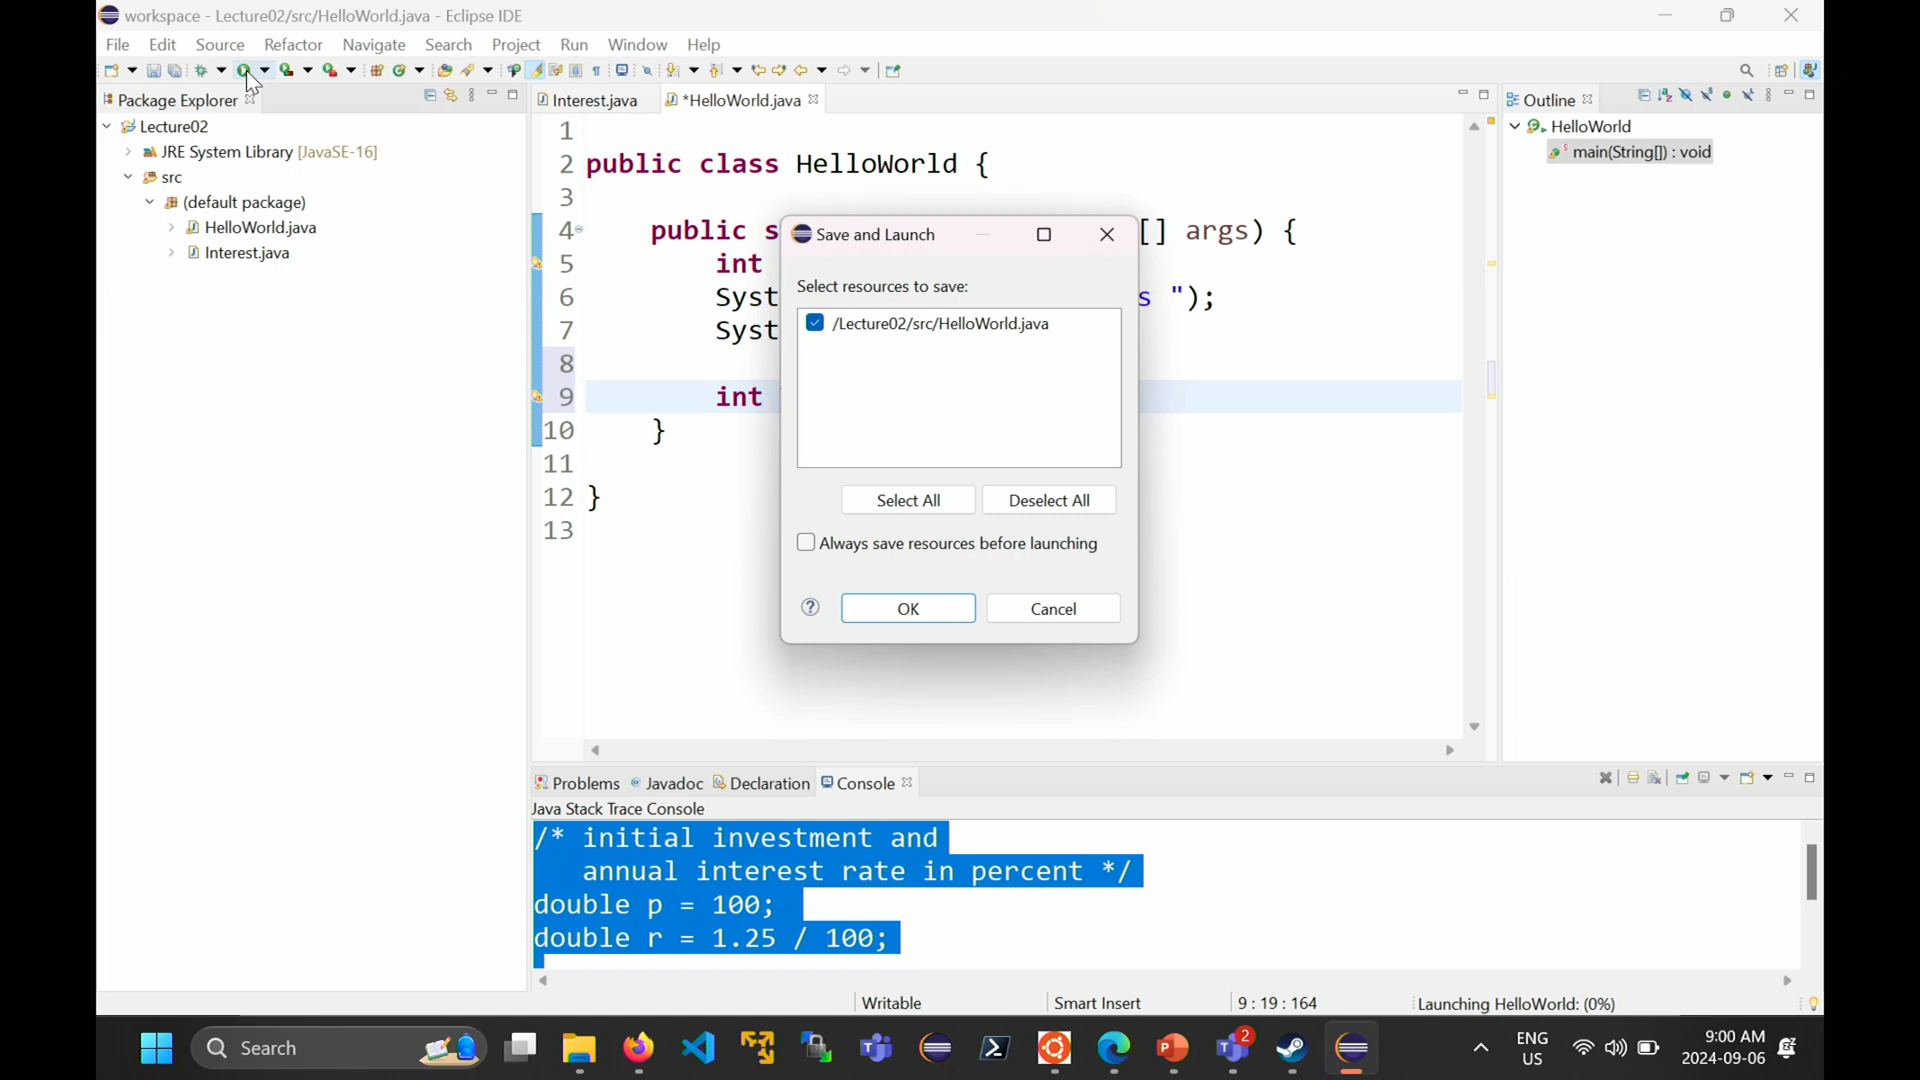 workspace - Lecture02/src/HelloWorld.java - Eclipse IDE
File Edit Source Refactor Navigate Search Project Run Window Help
Package Explorer
Lecture02
JRE System Library [JavaSE-16]
src
(default package)
HelloWorld.java
Interest.java
Interest.java
*HelloWorld.java
1
2 public class HelloWorld {
3
4 public s [] args) {
5 int
6 Syst s ");
7 Syst
8
9 int
10 }
11
12 }
13
Save and Launch
Select resources to save:
/Lecture02/src/HelloWorld.java
Select All
Deselect All
Always save resources before launching
OK
Cancel
Outline
HelloWorld
main(String[]) : void
Problems
Javadoc
Declaration
Console
Java Stack Trace Console
/* initial investment and
annual interest rate in percent */
double p = 100;
double r = 1.25 / 100;
Writable
Smart Insert
9 : 19 : 164
Launching HelloWorld: (0%)
Search
2
ENG
US
9:00 AM
2024-09-06